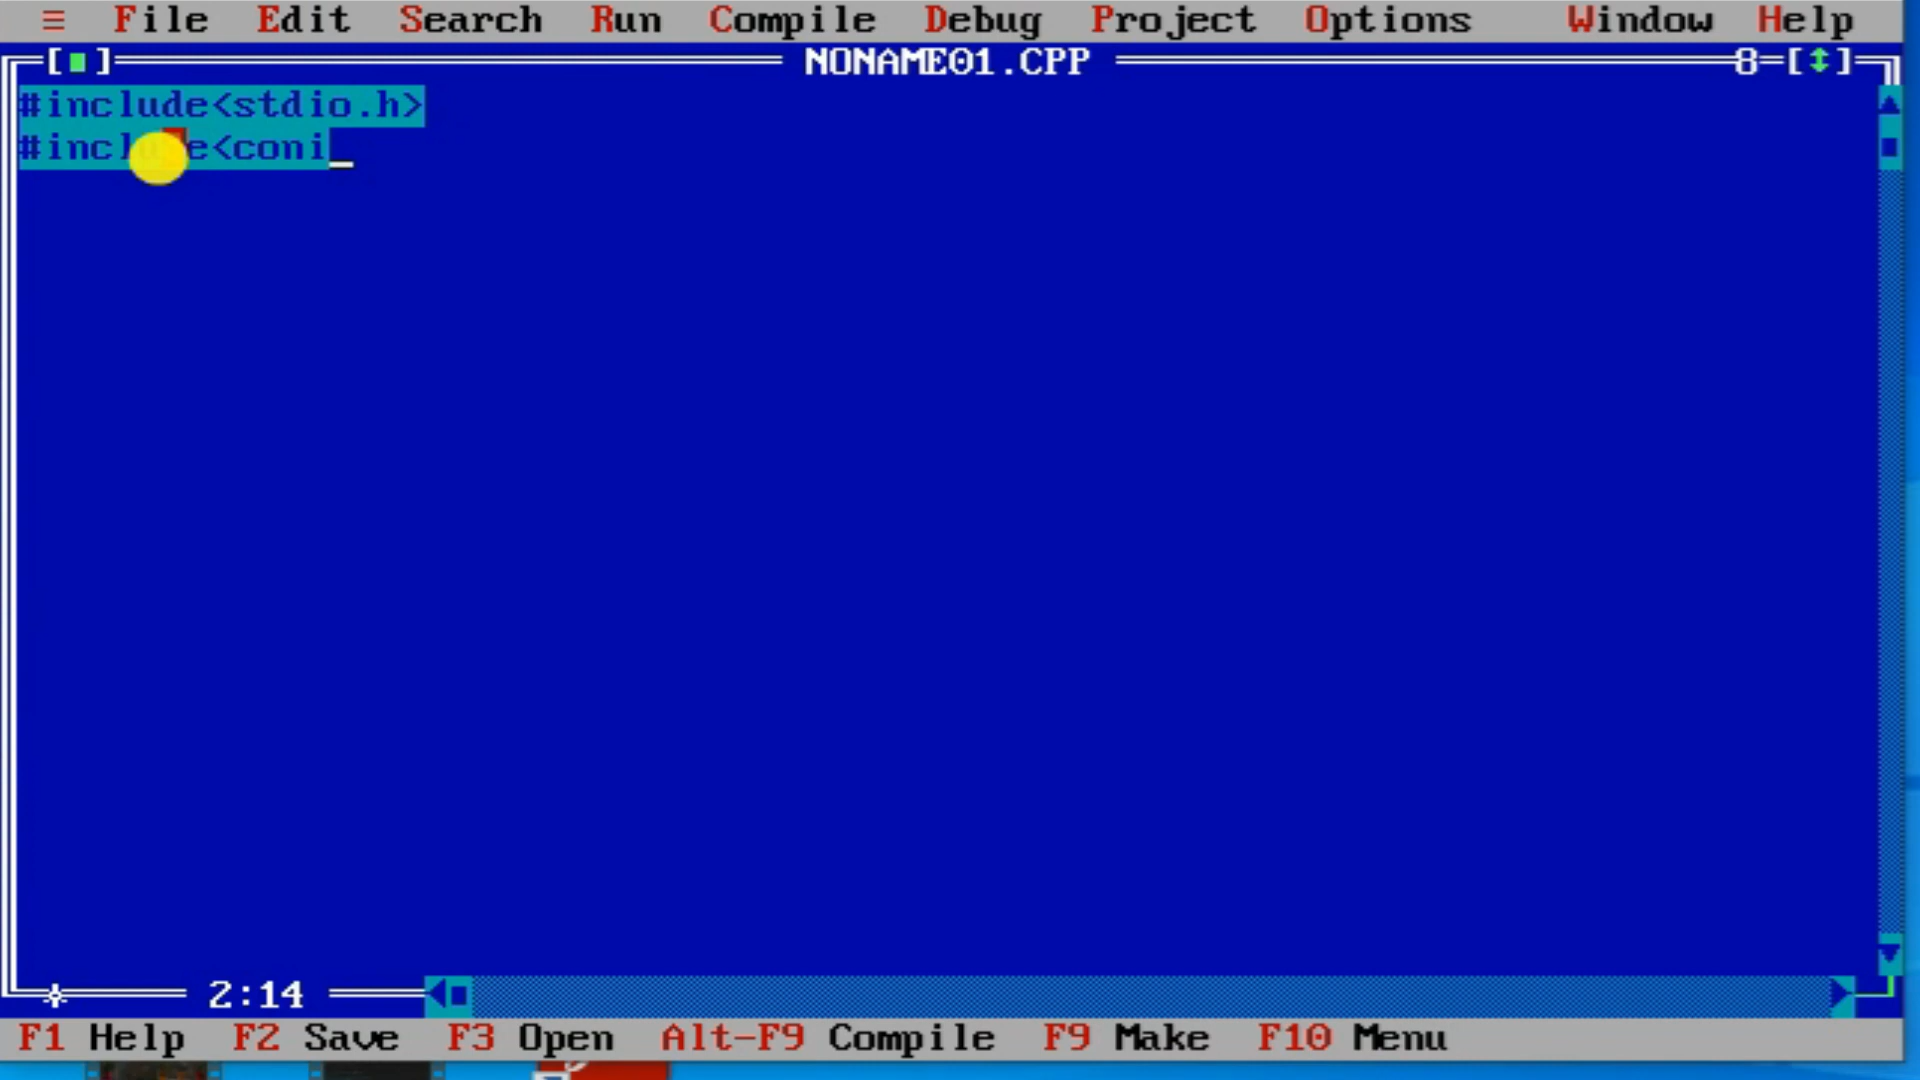 ≡ File Edit Search Run Compile Debug Project Options Window Help
[■] NONAME01.CPP 8=[↕]
#include<stdio.h>
#include<coni_
2:14
F1 Help F2 Save F3 Open Alt-F9 Compile F9 Make F10 Menu